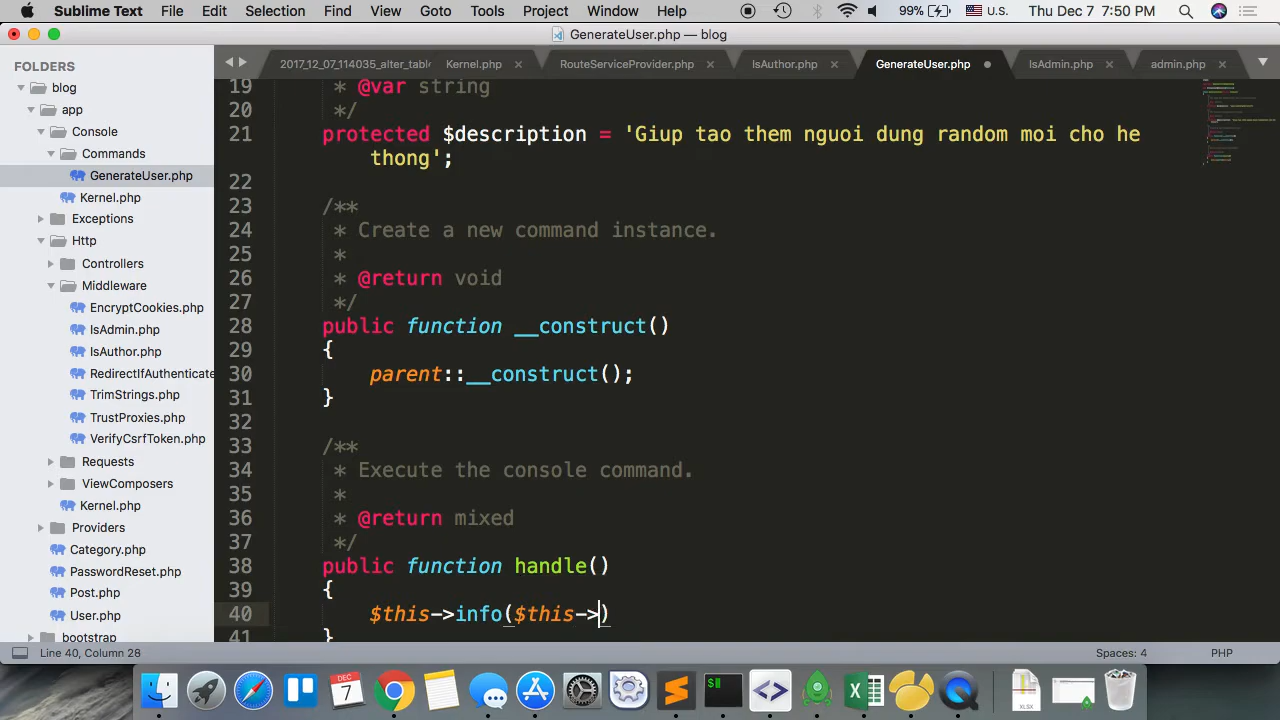 Sublime Text File Edit Selection Find View Goto Tools Project Window Help 99% U.S. Thu Dec 7 7:50 PM
GenerateUser.php — blog
FOLDERS
blog
app
Console
Commands
GenerateUser.php
Kernel.php
Exceptions
Http
Controllers
Middleware
EncryptCookies.php
IsAdmin.php
IsAuthor.php
RedirectIfAuthenticate
TrimStrings.php
TrustProxies.php
VerifyCsrfToken.php
Requests
ViewComposers
Kernel.php
Providers
Category.php
PasswordReset.php
Post.php
User.php
bootstrap
2017_12_07_114035_alter_table Kernel.php × RouteServiceProvider.php × IsAuthor.php × GenerateUser.php IsAdmin.php × admin.php ×
19 * @var string
20 */
21 protected $description = 'Giup tao them nguoi dung random moi cho he
thong';
22
23 /**
24 * Create a new command instance.
25 *
26 * @return void
27 */
28 public function __construct()
29 {
30 parent::__construct();
31 }
32
33 /**
34 * Execute the console command.
35 *
36 * @return mixed
37 */
38 public function handle()
39 {
40 $this->info($this->)
41 }
Line 40, Column 28 Spaces: 4 PHP
DEC
7
$
XLSX